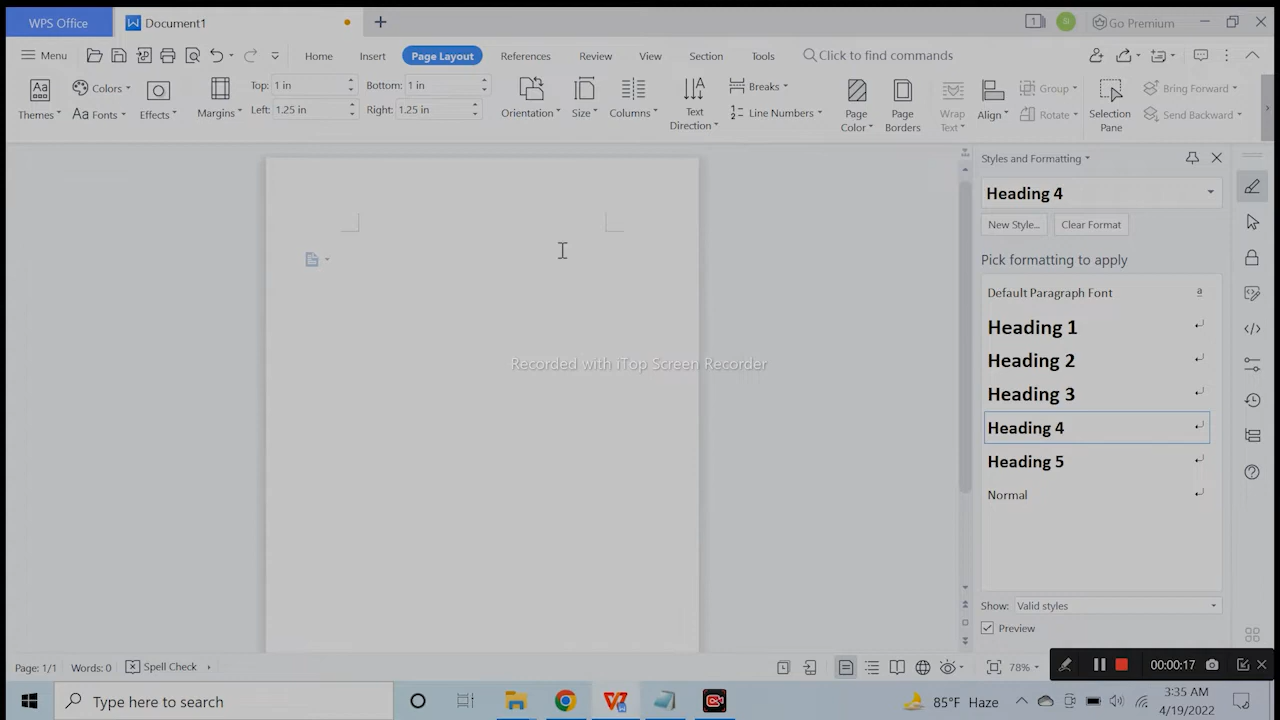 WPS Office
Document1
1
Go Premium
Menu
Home
Insert
Page Layout
References
Review
View
Section
Tools
Click to find commands
Themes
Colors
Aa Fonts
Effects
Margins
Top: 1 in
Bottom: 1 in
Left: 1.25 in
Right: 1.25 in
Orientation
Size
Columns
Text
Direction
Breaks
Line Numbers
Page
Color
Page
Borders
Wrap
Text
Align
Group
Rotate
Selection
Pane
Bring Forward
Send Backward
Styles and Formatting
Heading 4
New Style...
Clear Format
Pick formatting to apply
Default Paragraph Font a
Heading 1
Heading 2
Heading 3
Heading 4
Heading 5
Normal
Show: Valid styles
Preview
Recorded with iTop Screen Recorder
Page: 1/1
Words: 0
Spell Check
78%
00:00:17
Type here to search
85°F Haze
3:35 AM
4/19/2022